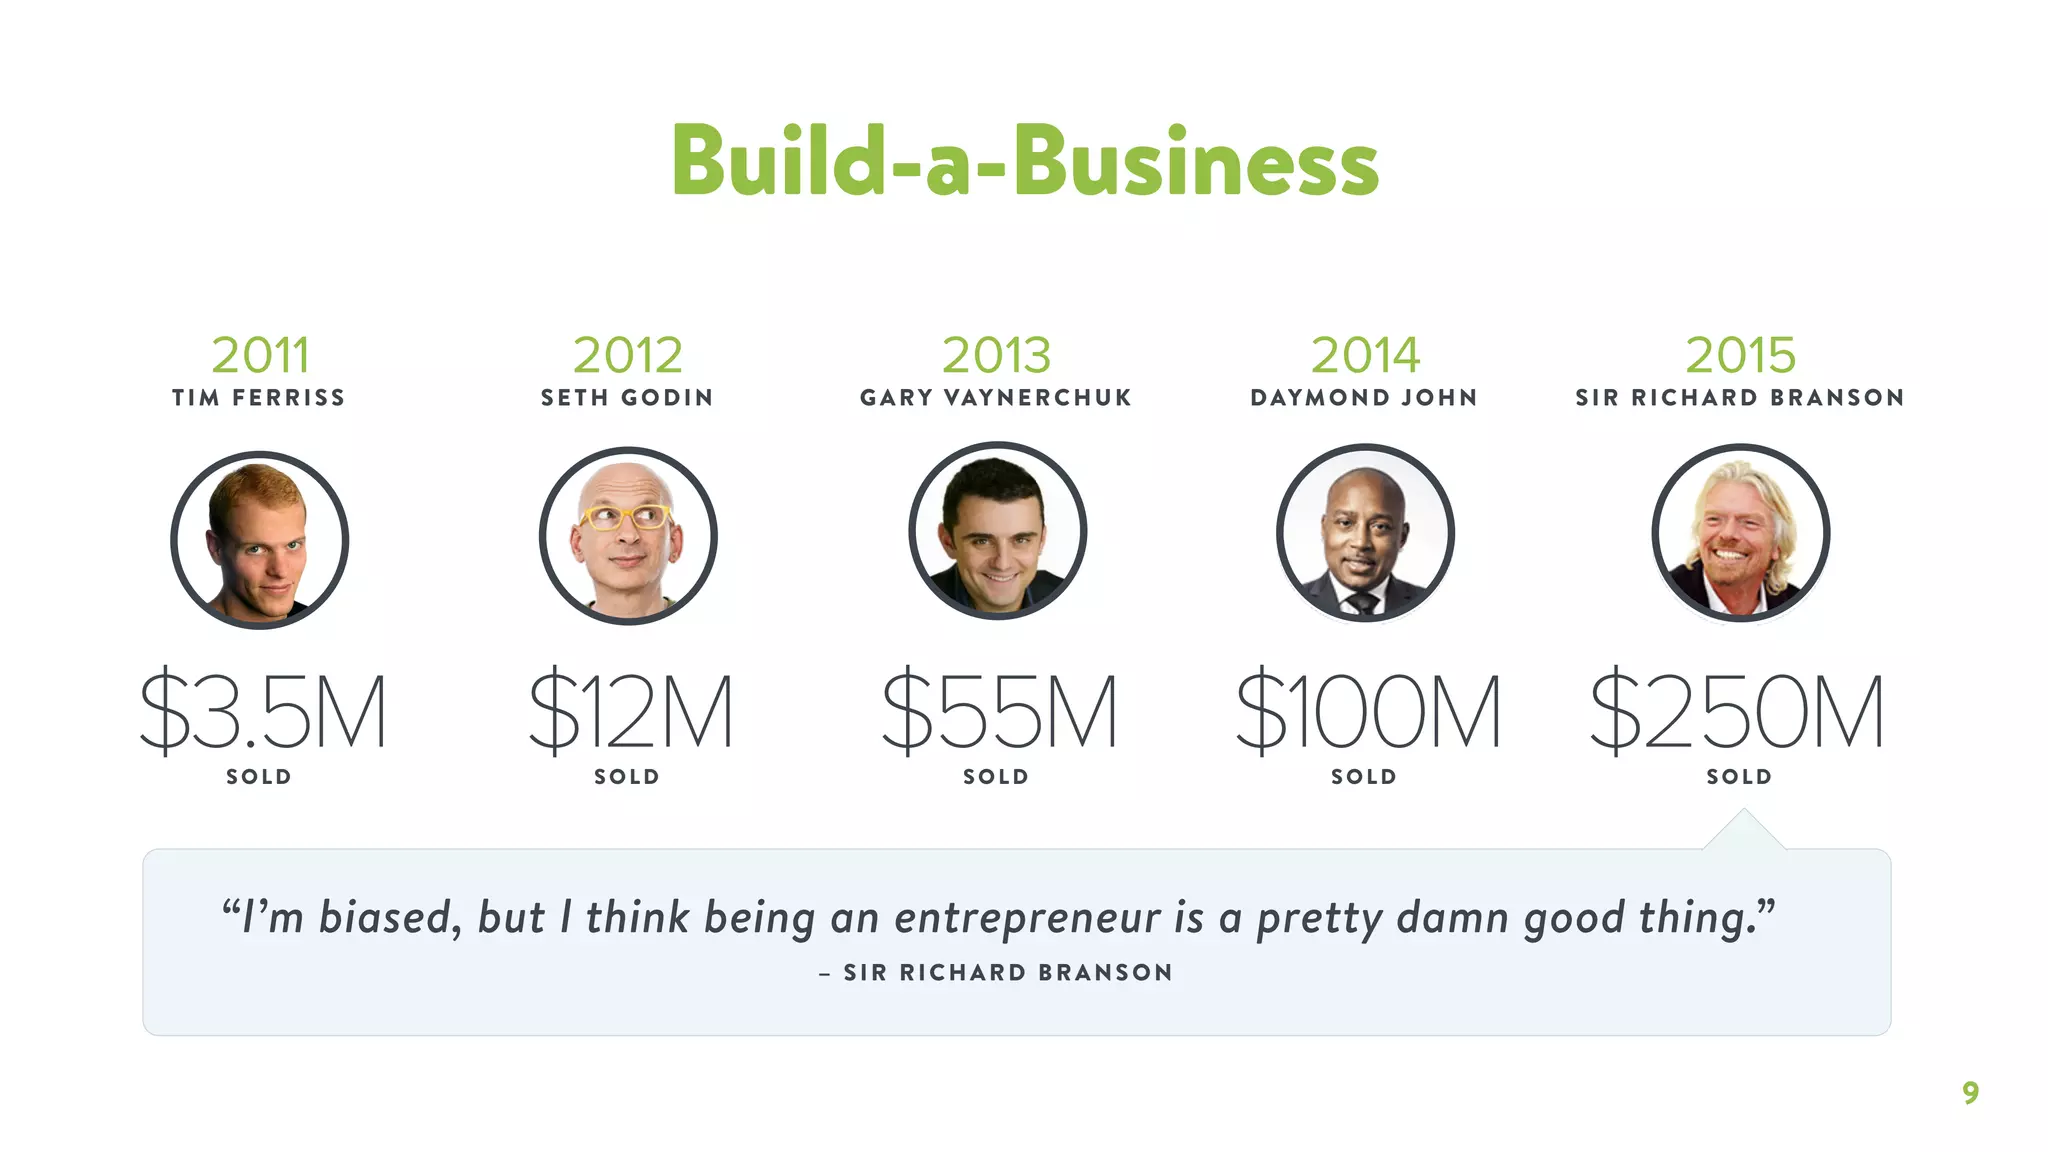 Build-a-Business
2011
TIM FERRISS
$3.5M
SOLD
2012
SETH GODIN
$12M
SOLD
2013
GARY VAYNERCHUK
$55M
SOLD
2014
DAYMOND JOHN
$100M
SOLD
2015
SIR RICHARD BRANSON
$250M
SOLD
“I’m biased, but I think being an entrepreneur is a pretty damn good thing.”
– SIR RICHARD BRANSON
9